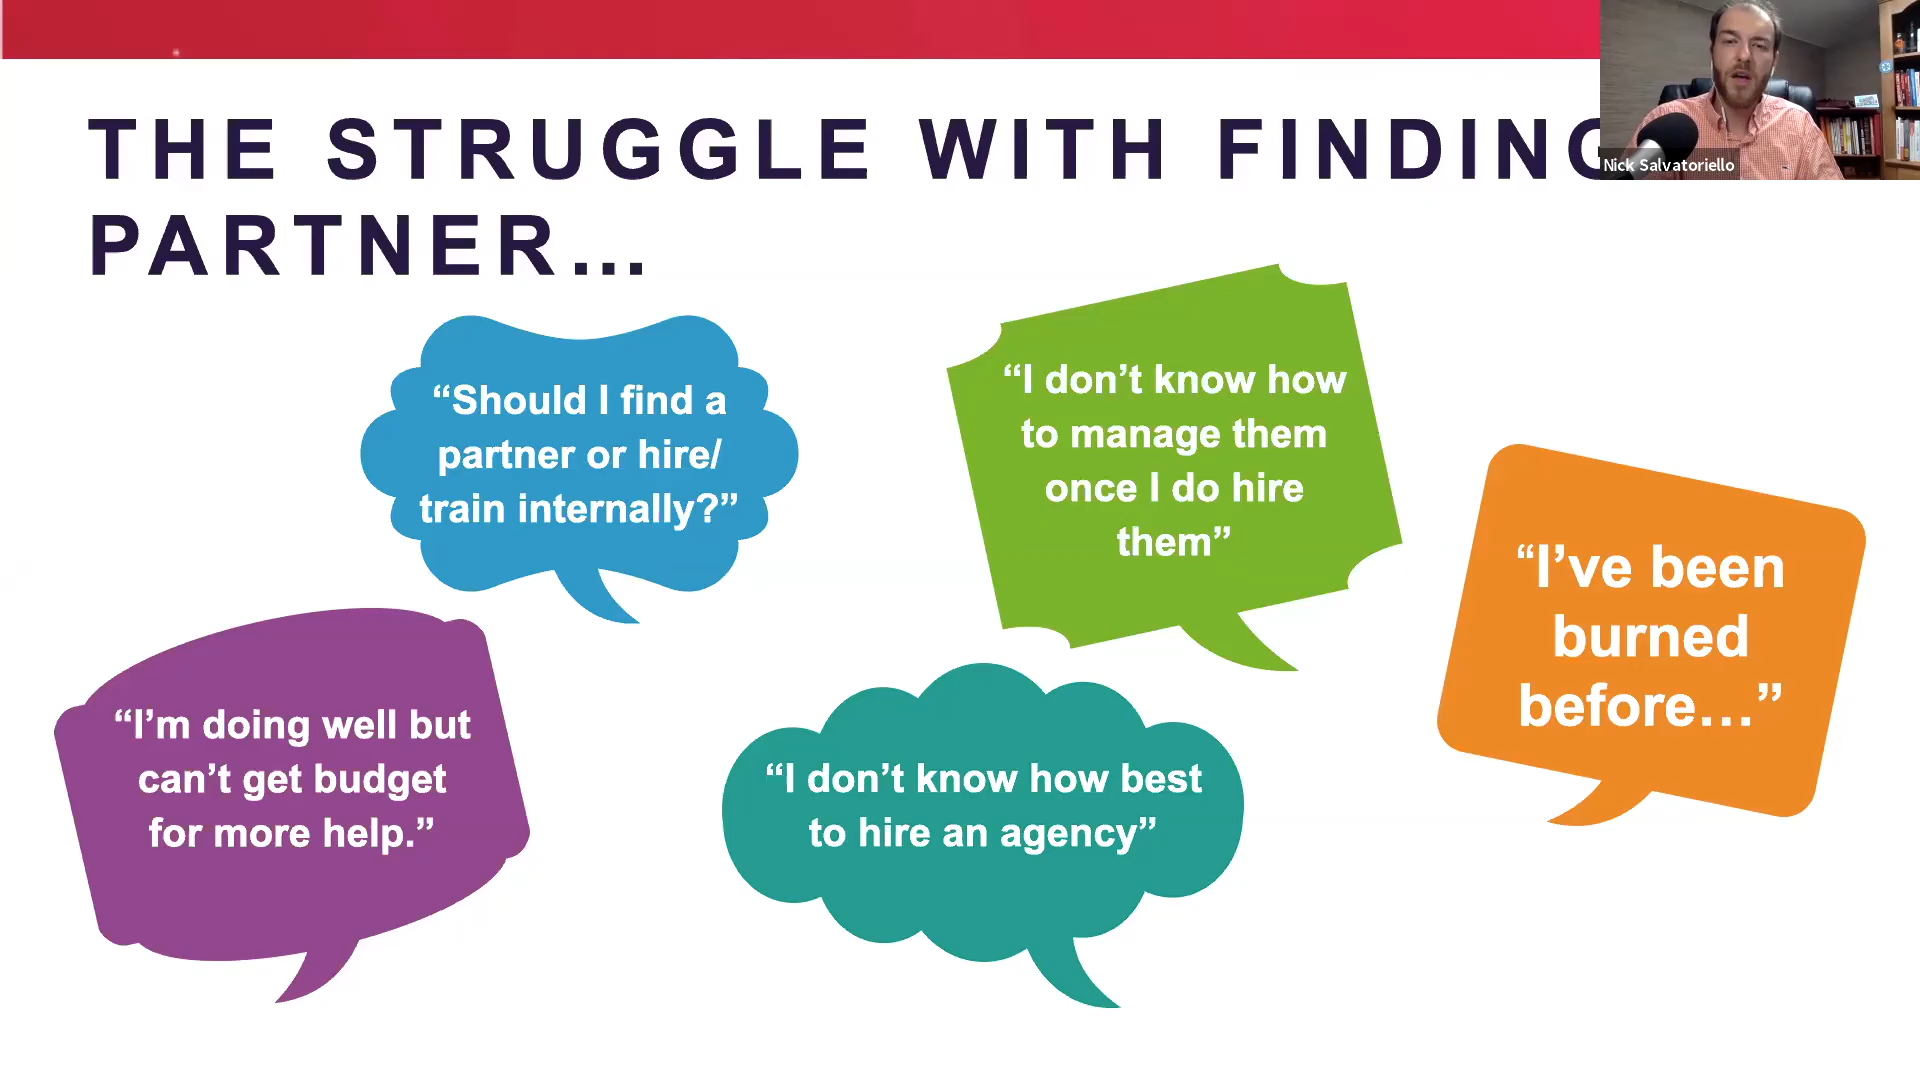 THE STRUGGLE WITH FINDING
PARTNER…
Nick Salvatoriello
“Should I find a
partner or hire/
train internally?”
“I don’t know how
to manage them
once I do hire
them”
“I’ve been
burned
before…”
“I’m doing well but
can’t get budget
for more help.”
“I don’t know how best
to hire an agency”